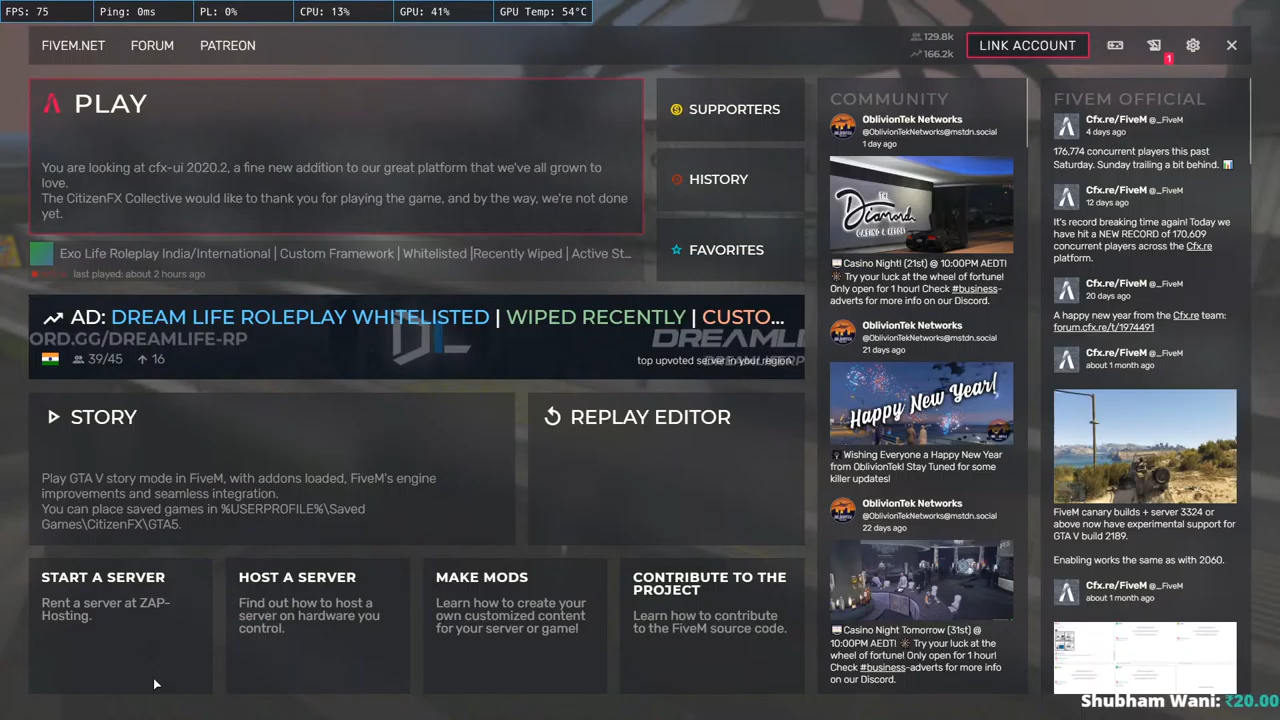 FPS: 75
Ping: 0ms
PL: 0%
CPU: 13%
GPU: 41%
GPU Temp: 54°C
FIVEM.NET
FORUM
PATREON
129.8k
166.2k
LINK ACCOUNT
1
PLAY
You are looking at cfx-ui 2020.2, a fine new addition to our great platform that we've all grown to
love.
The CitizenFX Collective would like to thank you for playing the game, and by the way, we're not done
yet.
SUPPORTERS
HISTORY
FAVORITES
Exo Life Roleplay India/International | Custom Framework | Whitelisted |Recently Wiped | Active St...
last played: about 2 hours ago
AD: DREAM LIFE ROLEPLAY WHITELISTED | WIPED RECENTLY | CUSTO...
ORD.GG/DREAMLIFE-RP
39/45
16
top upvoted server in your region
STORY
Play GTA V story mode in FiveM, with addons loaded, FiveM's engine
improvements and seamless integration.
You can place saved games in %USERPROFILE%\Saved
Games\CitizenFX\GTA5.
REPLAY EDITOR
START A SERVER
Rent a server at ZAP-
Hosting.
HOST A SERVER
Find out how to host a
server on hardware you
control.
MAKE MODS
Learn how to create your
own customized content
for your server or game!
CONTRIBUTE TO THE
PROJECT
Learn how to contribute
to the FiveM source code
COMMUNITY
OblivionTek Networks
@OblivionTekNetworks@mstdn.social
1 day ago
THE
Diamond
CASINO & RESORT
Casino Night! (21st) @ 10:00PM AEDT!
Try your luck at the wheel of fortune!
Only open for 1 hour! Check #business-
adverts for more info on our Discord.
OblivionTek Networks
@OblivionTekNetworks@mstdn.social
21 days ago
Happy New Year!
Wishing Everyone a Happy New Year
from OblivionTek! Stay Tuned for some
killer updates!
OblivionTek Networks
@OblivionTekNetworks@mstdn.social
22 days ago
Casino Night Tomorrow (31st) @
10:00PM AEDT! Try your luck at the
wheel of fortune! Only open for 1 hour!
Check #business-adverts for more info
on our Discord.
FIVEM OFFICIAL
Cfx.re/FiveM @_FiveM
4 days ago
176,774 concurrent players this past
Saturday. Sunday trailing a bit behind.
Cfx.re/FiveM @_FiveM
12 days ago
It's record breaking time again! Today we
have hit a NEW RECORD of 170,609
concurrent players across the Cfx.re
platform.
Cfx.re/FiveM @_FiveM
20 days ago
A happy new year from the Cfx.re team:
forum.cfx.re/t/1974491
Cfx.re/FiveM @_FiveM
about 1 month ago
FiveM canary builds + server 3324 or
above now have experimental support for
GTA V build 2189.
Enabling works the same as with 2060.
Cfx.re/FiveM @_FiveM
about 1 month ago
Shubham Wani: ₹20.00